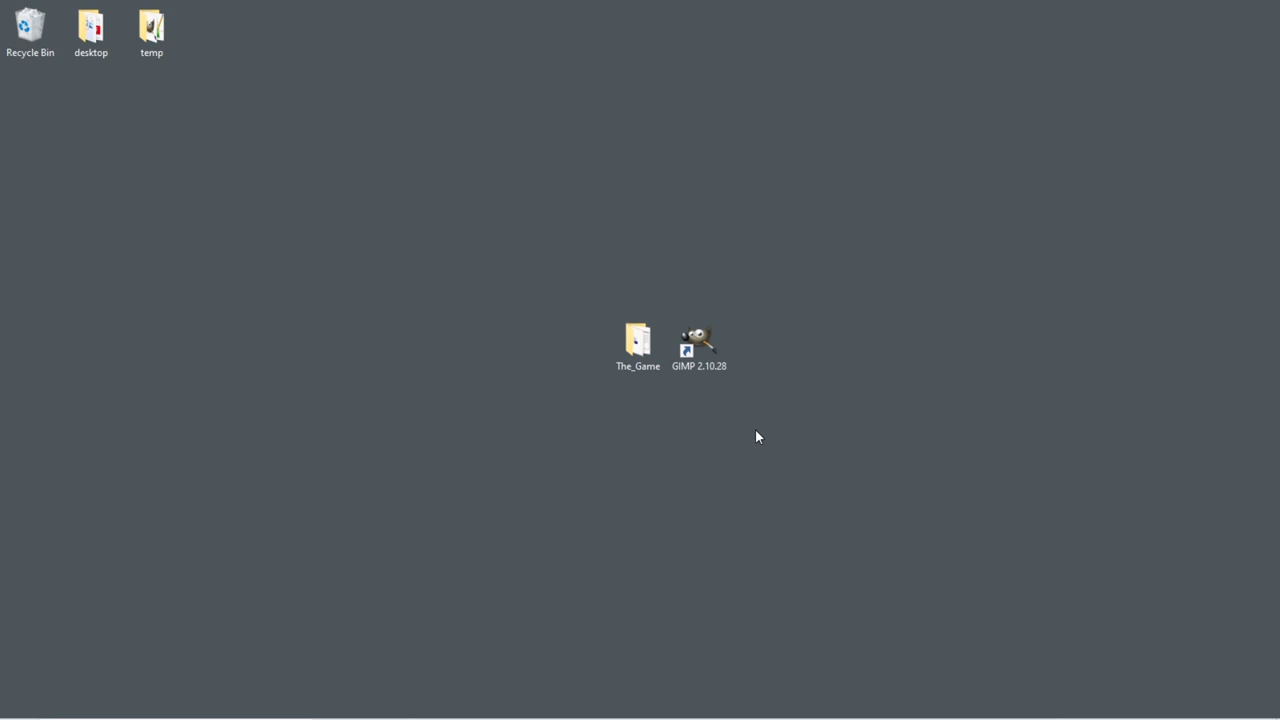 Recycle Bin
desktop
temp
The_Game
GIMP 2.10.28